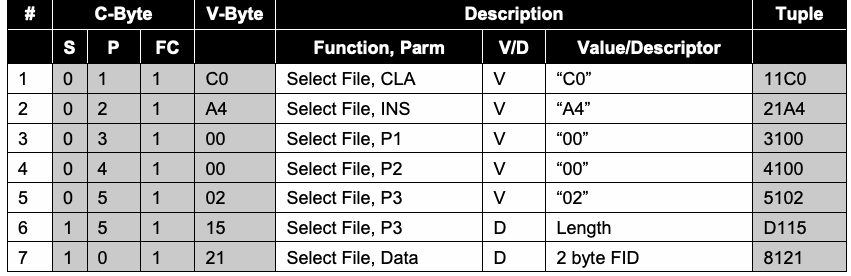 # C-Byte V-Byte Description Tuple
S P FC Function, Parm V/D Value/Descriptor
1 0 1 1 C0 Select File, CLA V “C0” 11C0
2 0 2 1 A4 Select File, INS V “A4” 21A4
3 0 3 1 00 Select File, P1 V “00” 3100
4 0 4 1 00 Select File, P2 V “00” 4100
5 0 5 1 02 Select File, P3 V “02” 5102
6 1 5 1 15 Select File, P3 D Length D115
7 1 0 1 21 Select File, Data D 2 byte FID 8121